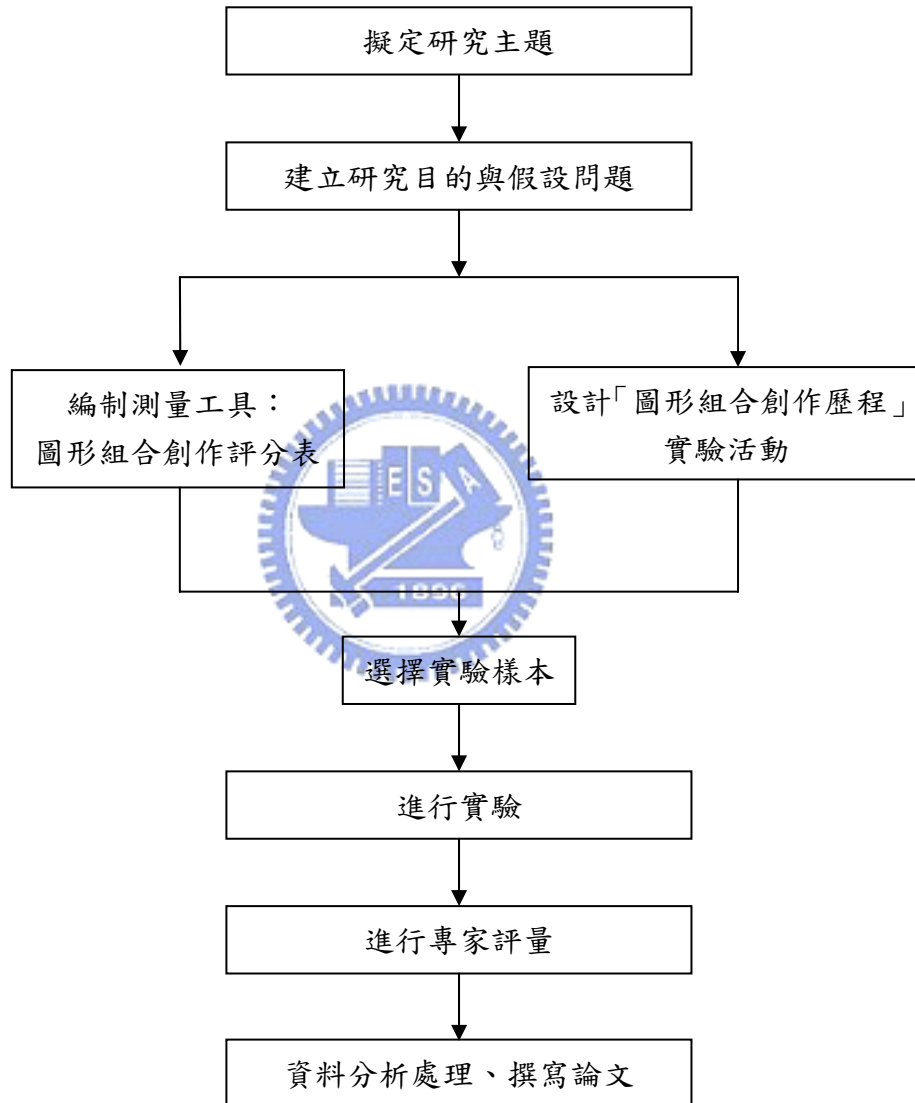 擬定研究主題
建立研究目的與假設問題
編制測量工具：
圖形組合創作評分表
設計「圖形組合創作歷程」
實驗活動
E S A
1896
選擇實驗樣本
進行實驗
進行專家評量
資料分析處理、撰寫論文